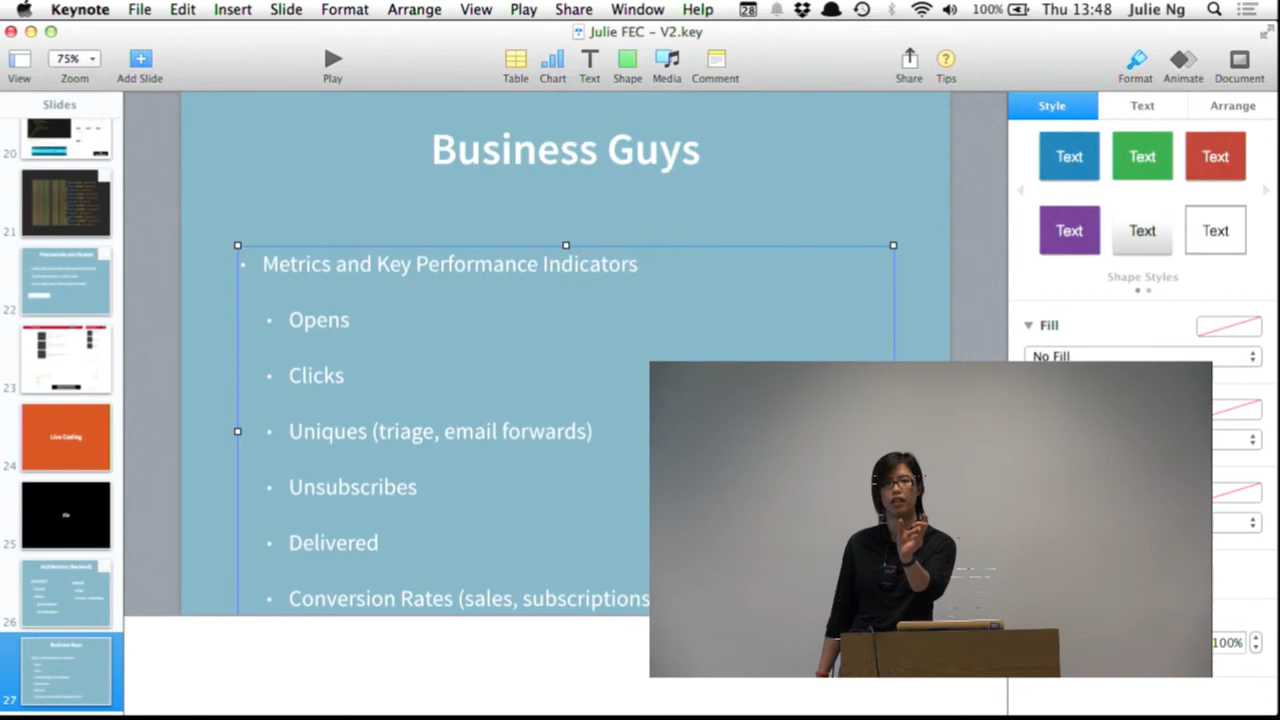 Keynote File Edit Insert Slide Format Arrange View Play Share Window Help 28 100% Thu 13:48 Julie Ng
Julie FEC – V2.key
75%
View Zoom Add Slide Play Table Chart Text Shape Media Comment Share Tips Format Animate Document
Slides
Style Text Arrange
20
21
22
23
Live Coding
24
25
26
Business Guys
27
Business Guys
• Metrics and Key Performance Indicators
• Opens
• Clicks
• Uniques (triage, email forwards)
• Unsubscribes
• Delivered
• Conversion Rates (sales, subscriptions
Text Text Text
Text Text Text
Shape Styles
Fill
No Fill
100%